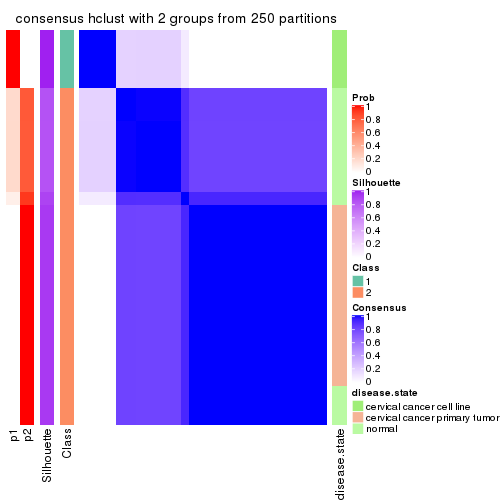 consensus hclust with 2 groups from 250 partitions
Prob
1
0.8
0.6
0.4
0.2
0
Silhouette
1
0.8
0.6
0.4
0.2
0
Class
1
2
Consensus
1
0.8
0.6
0.4
0.2
0
disease.state
cervical cancer cell line
cervical cancer primary tumor
normal
p1
p2
Silhouette
Class
disease.state